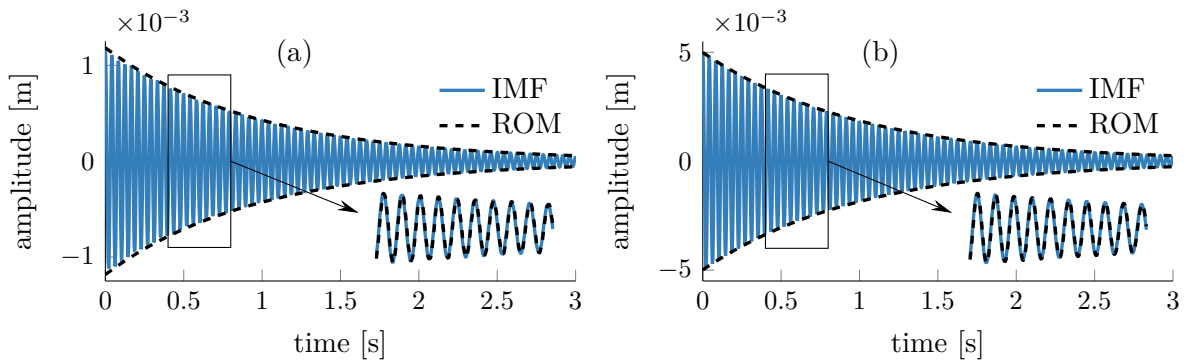 ×10⁻³
(a)
amplitude [m]
1
0
−1
IMF
ROM
0 0.5 1 1.5 2 2.5 3
time [s]
×10⁻³
(b)
amplitude [m]
5
0
−5
IMF
ROM
0 0.5 1 1.5 2 2.5 3
time [s]